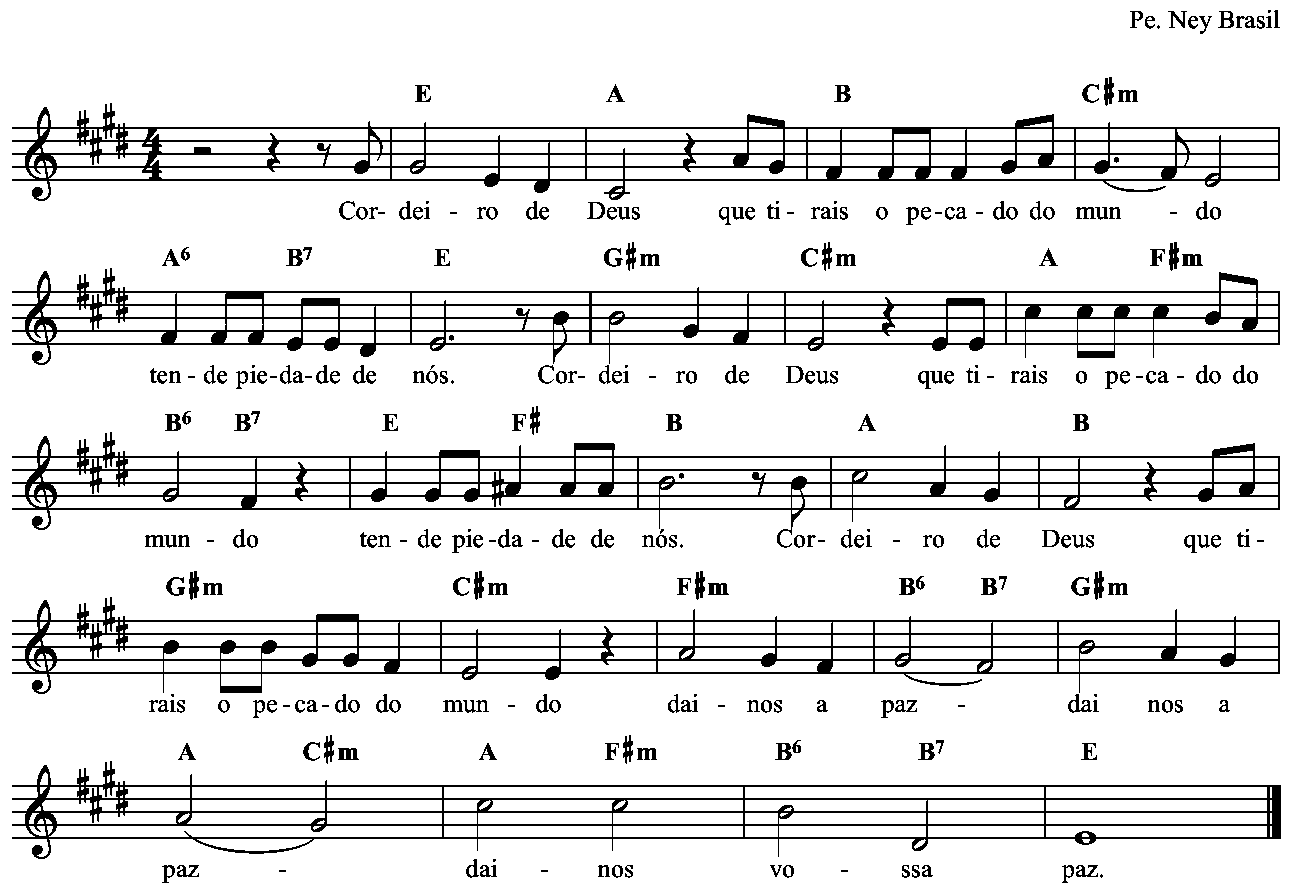 Pe. Ney Brasil
E A B C#m
4
4
Cor- dei - ro de Deus que ti- rais o pe-ca-do do mun - do
A6 B7 E G#m C#m A F#m
ten-de pie-da-de de nós. Cor- dei - ro de Deus que ti- rais o pe-ca-do do
B6 B7 E F# B A B
mun - do ten-de pie-da-de de nós. Cor- dei - ro de Deus que ti-
G#m C#m F#m B6 B7 G#m
rais o pe-ca-do do mun - do dai - nos a paz - dai nos a
A C#m A F#m B6 B7 E
paz - dai - nos vo - ssa paz.